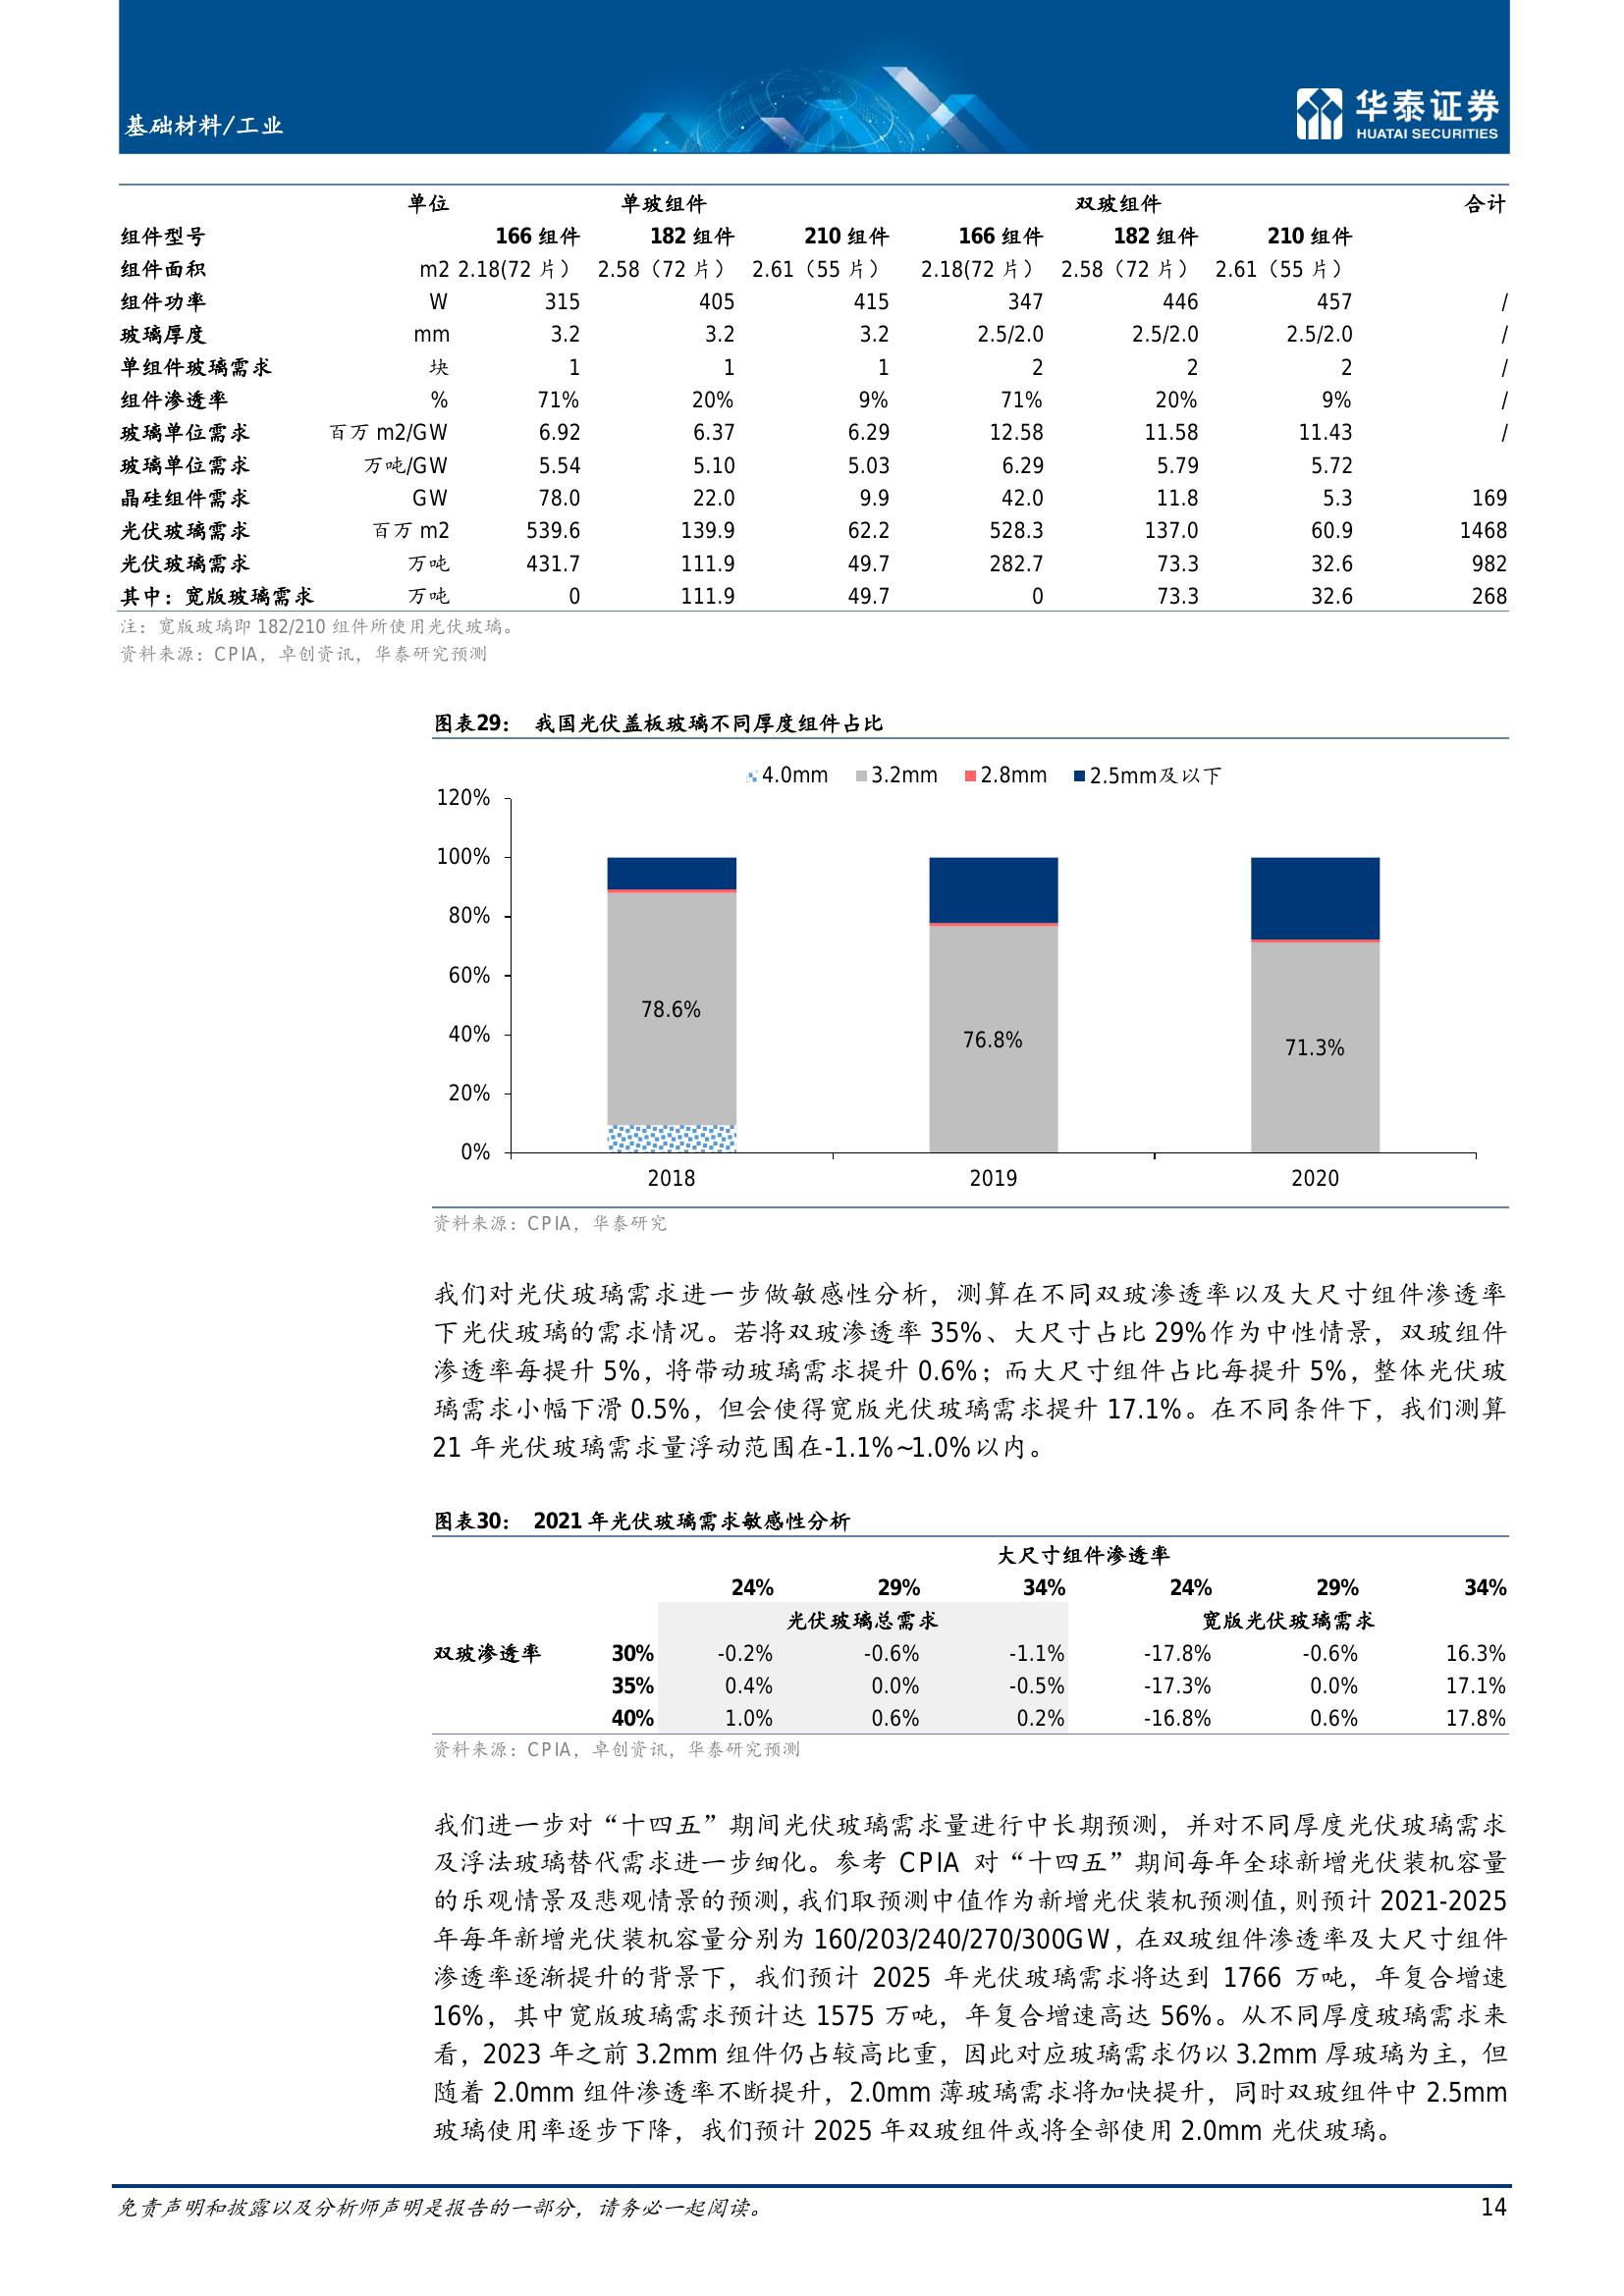 基础材料/工业
华泰证券
HUATAI SECURITIES
单位 单玻组件 双玻组件 合计
组件型号 166 组件 182 组件 210 组件 166 组件 182 组件 210 组件
组件面积 m2 2.18(72 片) 2.58（72 片） 2.61（55 片） 2.18(72 片) 2.58（72 片） 2.61（55 片）
组件功率 W 315 405 415 347 446 457 /
玻璃厚度 mm 3.2 3.2 3.2 2.5/2.0 2.5/2.0 2.5/2.0 /
单组件玻璃需求 块 1 1 1 2 2 2 /
组件渗透率 % 71% 20% 9% 71% 20% 9% /
玻璃单位需求 百万 m2/GW 6.92 6.37 6.29 12.58 11.58 11.43 /
玻璃单位需求 万吨/GW 5.54 5.10 5.03 6.29 5.79 5.72
晶硅组件需求 GW 78.0 22.0 9.9 42.0 11.8 5.3 169
光伏玻璃需求 百万 m2 539.6 139.9 62.2 528.3 137.0 60.9 1468
光伏玻璃需求 万吨 431.7 111.9 49.7 282.7 73.3 32.6 982
其中：宽版玻璃需求 万吨 0 111.9 49.7 0 73.3 32.6 268
注：宽版玻璃即 182/210 组件所使用光伏玻璃。
资料来源：CPIA，卓创资讯，华泰研究预测
图表29： 我国光伏盖板玻璃不同厚度组件占比
4.0mm 3.2mm 2.8mm 2.5mm及以下
120%
100%
80%
60%
40%
20%
0%
78.6%
76.8%
71.3%
2018 2019 2020
资料来源：CPIA，华泰研究
我们对光伏玻璃需求进一步做敏感性分析，测算在不同双玻渗透率以及大尺寸组件渗透率
下光伏玻璃的需求情况。若将双玻渗透率 35%、大尺寸占比 29%作为中性情景，双玻组件
渗透率每提升 5%，将带动玻璃需求提升 0.6%；而大尺寸组件占比每提升 5%，整体光伏玻
璃需求小幅下滑 0.5%，但会使得宽版光伏玻璃需求提升 17.1%。在不同条件下，我们测算
21 年光伏玻璃需求量浮动范围在-1.1%~1.0%以内。
图表30： 2021 年光伏玻璃需求敏感性分析
大尺寸组件渗透率
24% 29% 34% 24% 29% 34%
光伏玻璃总需求 宽版光伏玻璃需求
双玻渗透率 30% -0.2% -0.6% -1.1% -17.8% -0.6% 16.3%
35% 0.4% 0.0% -0.5% -17.3% 0.0% 17.1%
40% 1.0% 0.6% 0.2% -16.8% 0.6% 17.8%
资料来源：CPIA，卓创资讯，华泰研究预测
我们进一步对“十四五”期间光伏玻璃需求量进行中长期预测，并对不同厚度光伏玻璃需求
及浮法玻璃替代需求进一步细化。参考 CPIA 对“十四五”期间每年全球新增光伏装机容量
的乐观情景及悲观情景的预测，我们取预测中值作为新增光伏装机预测值，则预计 2021-2025
年每年新增光伏装机容量分别为 160/203/240/270/300GW，在双玻组件渗透率及大尺寸组件
渗透率逐渐提升的背景下，我们预计 2025 年光伏玻璃需求将达到 1766 万吨，年复合增速
16%，其中宽版玻璃需求预计达 1575 万吨，年复合增速高达 56%。从不同厚度玻璃需求来
看，2023 年之前 3.2mm 组件仍占较高比重，因此对应玻璃需求仍以 3.2mm 厚玻璃为主，但
随着 2.0mm 组件渗透率不断提升，2.0mm 薄玻璃需求将加快提升，同时双玻组件中 2.5mm
玻璃使用率逐步下降，我们预计 2025 年双玻组件或将全部使用 2.0mm 光伏玻璃。
免责声明和披露以及分析师声明是报告的一部分，请务必一起阅读。 14